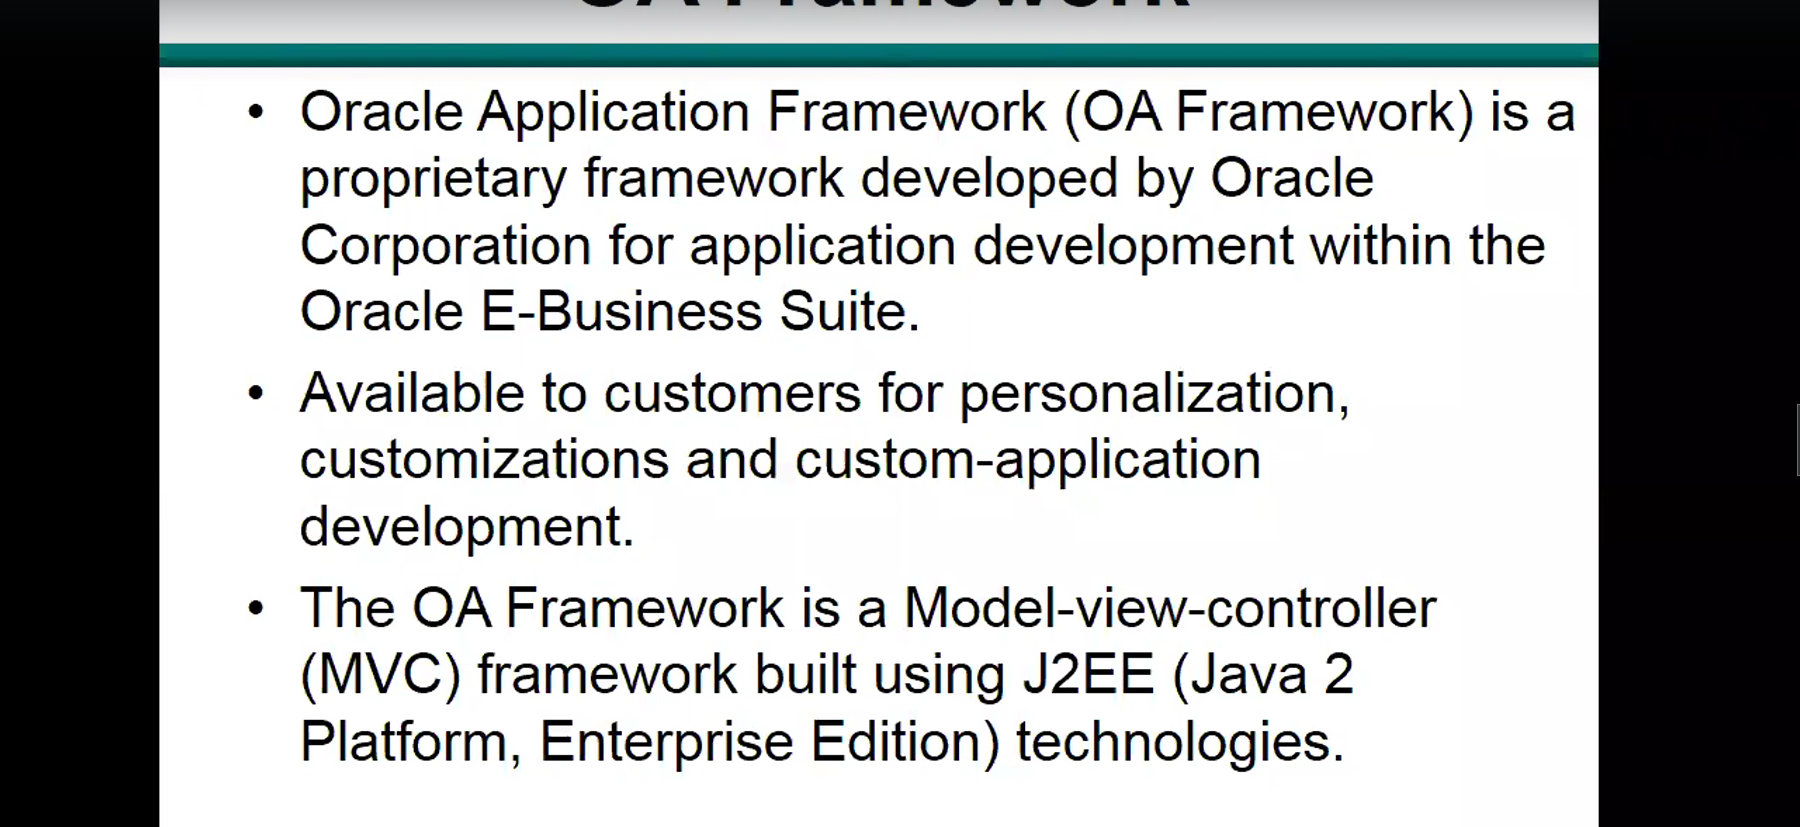 OA Framework
• Oracle Application Framework (OA Framework) is a
proprietary framework developed by Oracle
Corporation for application development within the
Oracle E-Business Suite.
• Available to customers for personalization,
customizations and custom-application
development.
• The OA Framework is a Model-view-controller
(MVC) framework built using J2EE (Java 2
Platform, Enterprise Edition) technologies.